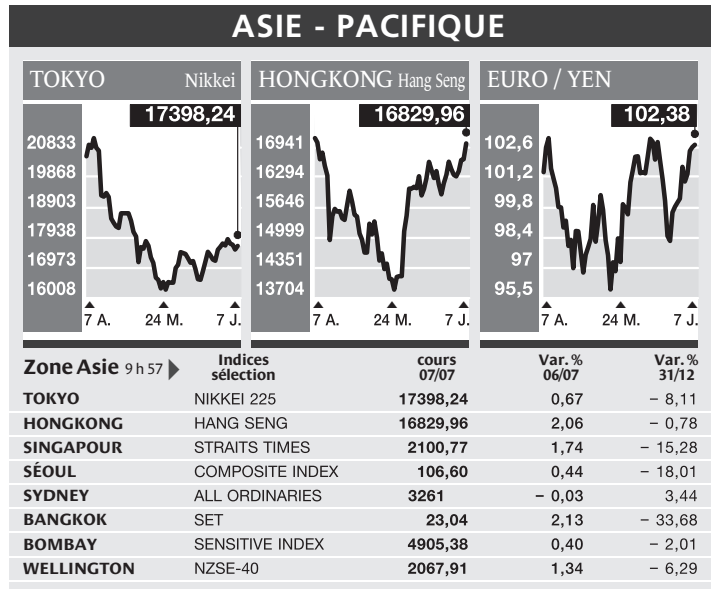 ASIE - PACIFIQUE
TOKYO Nikkei
17398,24
20833
19868
18903
17938
16973
16008
7 A. 24 M. 7 J.
HONGKONG Hang Seng
16829,96
16941
16294
15646
14999
14351
13704
7 A. 24 M. 7 J.
EURO / YEN
102,38
102,6
101,2
99,8
98,4
97
95,5
7 A. 24 M. 7 J.
Zone Asie 9 h 57 Indices sélection cours 07/07 Var. % 06/07 Var. % 31/12
TOKYO NIKKEI 225 17398,24 0,67 – 8,11
HONGKONG HANG SENG 16829,96 2,06 – 0,78
SINGAPOUR STRAITS TIMES 2100,77 1,74 – 15,28
SÉOUL COMPOSITE INDEX 106,60 0,44 – 18,01
SYDNEY ALL ORDINARIES 3261 – 0,03 3,44
BANGKOK SET 23,04 2,13 – 33,68
BOMBAY SENSITIVE INDEX 4905,38 0,40 – 2,01
WELLINGTON NZSE-40 2067,91 1,34 – 6,29